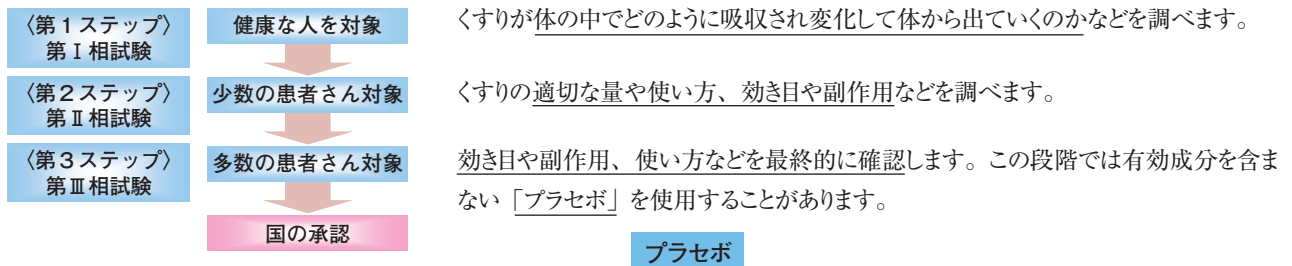 〈第1ステップ〉
第Ⅰ相試験
健康な人を対象
くすりが体の中でどのように吸収され変化して体から出ていくのかなどを調べます。
〈第2ステップ〉
第Ⅱ相試験
少数の患者さん対象
くすりの適切な量や使い方、効き目や副作用などを調べます。
〈第3ステップ〉
第Ⅲ相試験
多数の患者さん対象
効き目や副作用、使い方などを最終的に確認します。この段階では有効成分を含ま
ない「プラセボ」を使用することがあります。
国の承認
プラセボ